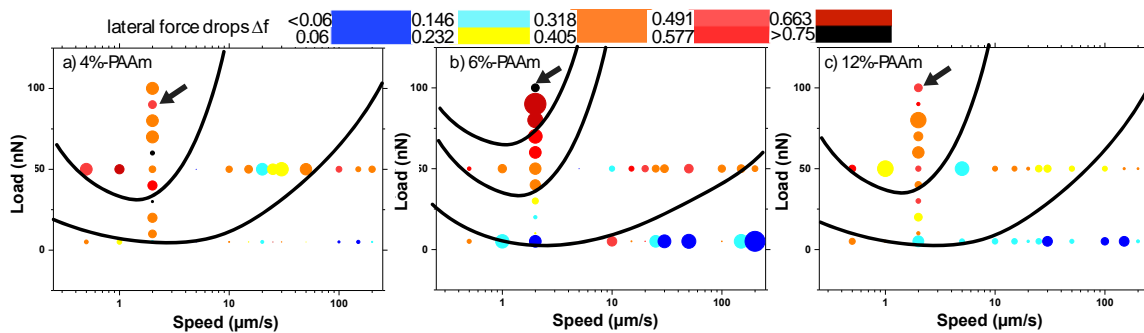 lateral force drops Δf
<0.06 0.146 0.318 0.491 0.663
0.06 0.232 0.405 0.577 >0.75
a) 4%-PAAm b) 6%-PAAm c) 12%-PAAm
Load (nN) Load (nN) Load (nN)
100 100 100
50 50 50
0 0 0
1 10 100 1 10 100 1 10 100
Speed (μm/s) Speed (μm/s) Speed (μm/s)